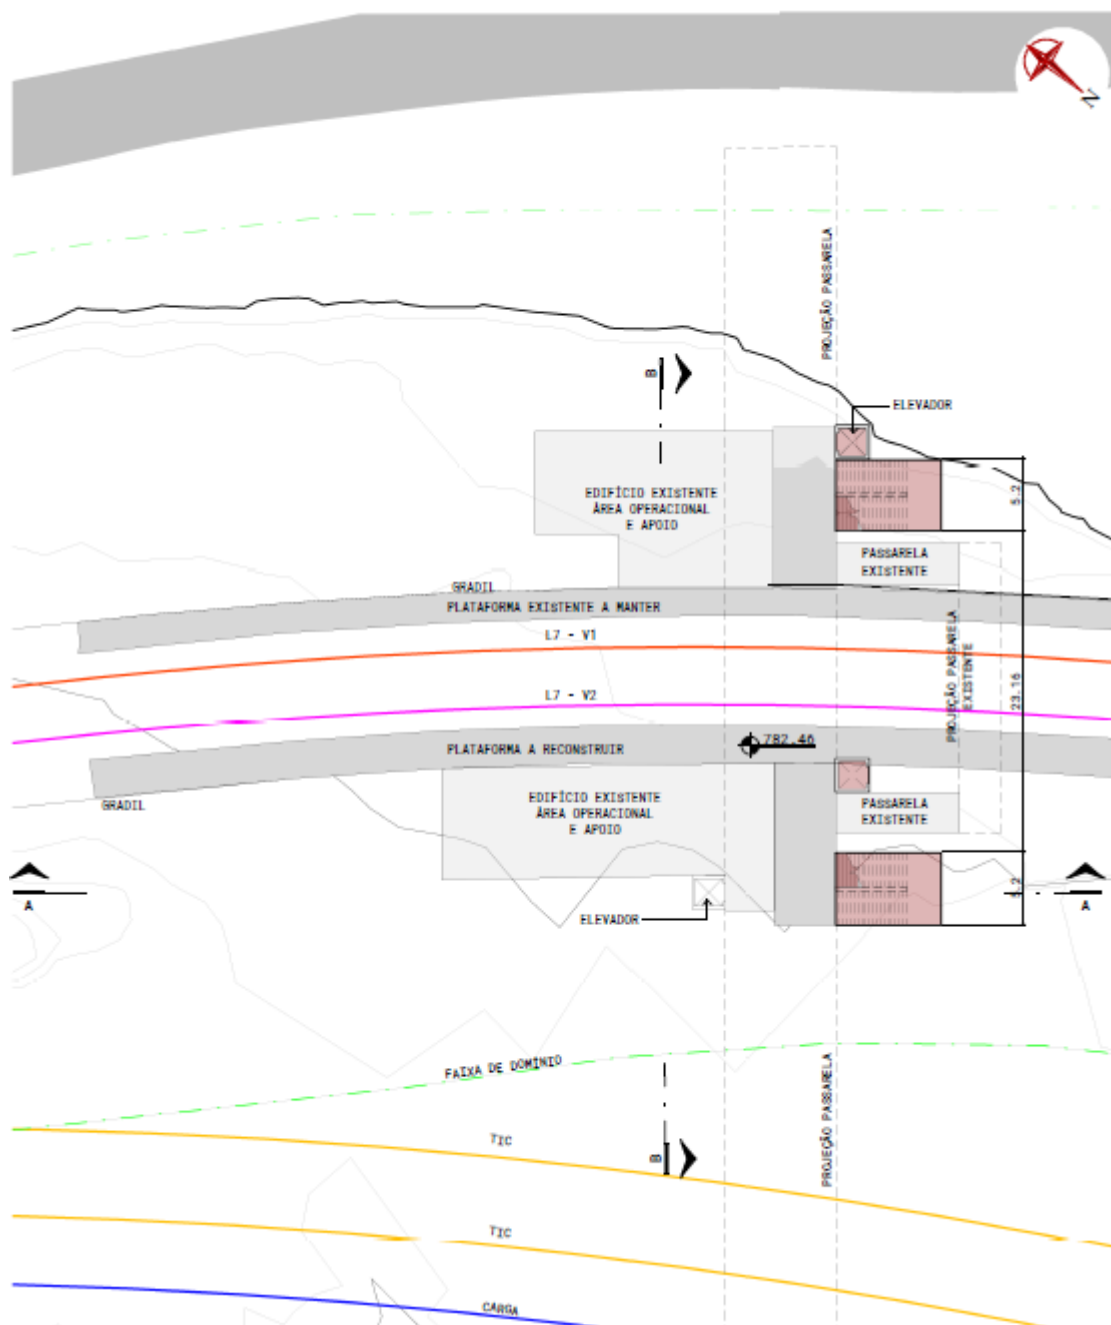 N
PROJEÇÃO PASSARELA
B
ELEVADOR
5.2
EDIFÍCIO EXISTENTE
ÁREA OPERACIONAL
E APOIO
PASSARELA
EXISTENTE
GRADIL
PLATAFORMA EXISTENTE A MANTER
L7 - V1
PROJEÇÃO PASSARELA
EXISTENTE
23.16
L7 - V2
782.46
PLATAFORMA A RECONSTRUIR
GRADIL
EDIFÍCIO EXISTENTE
ÁREA OPERACIONAL
E APOIO
PASSARELA
EXISTENTE
5.2
A
A
ELEVADOR
FAIXA DE DOMÍNIO
PROJEÇÃO PASSARELA
TIC
B
TIC
CARGA